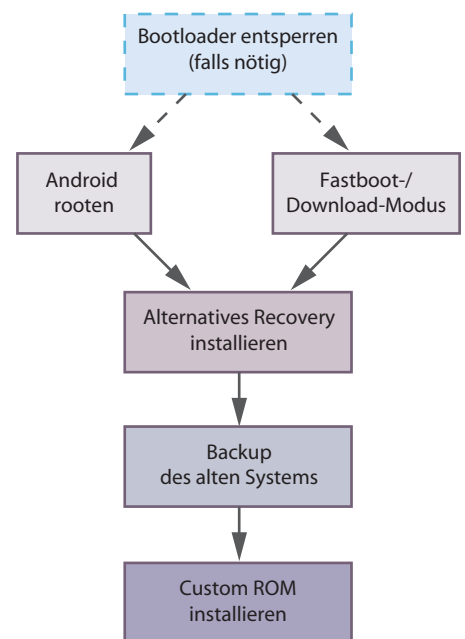 Bootloader entsperren
(falls nötig)
Android
rooten
Fastboot-/
Download-Modus
Alternatives Recovery
installieren
Backup
des alten Systems
Custom ROM
installieren